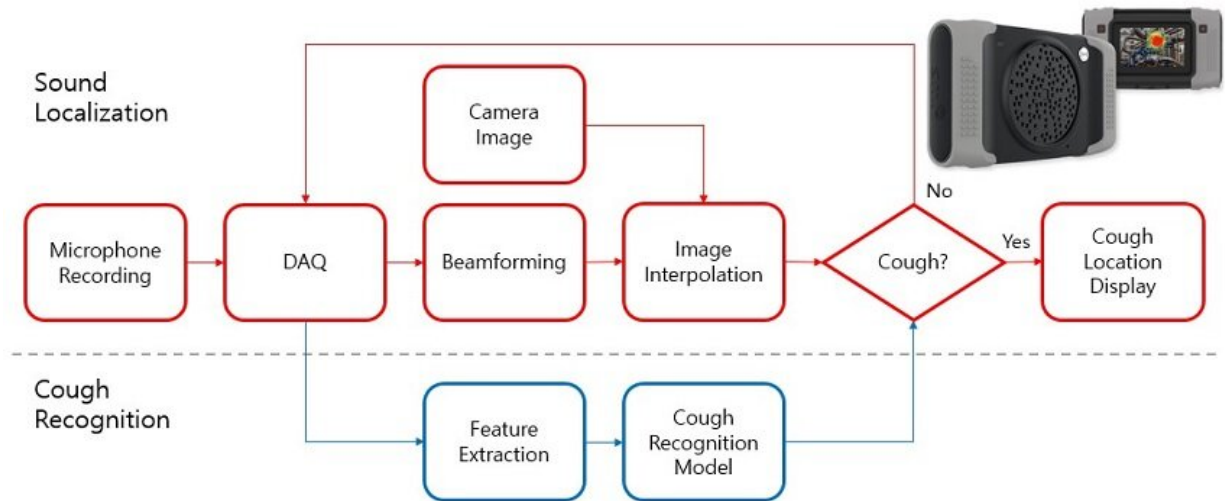 Sound
Localization
Camera
Image
No
Microphone
Recording
DAQ
Beamforming
Image
Interpolation
Cough?
Yes
Cough
Location
Display
Cough
Recognition
Feature
Extraction
Cough
Recognition
Model